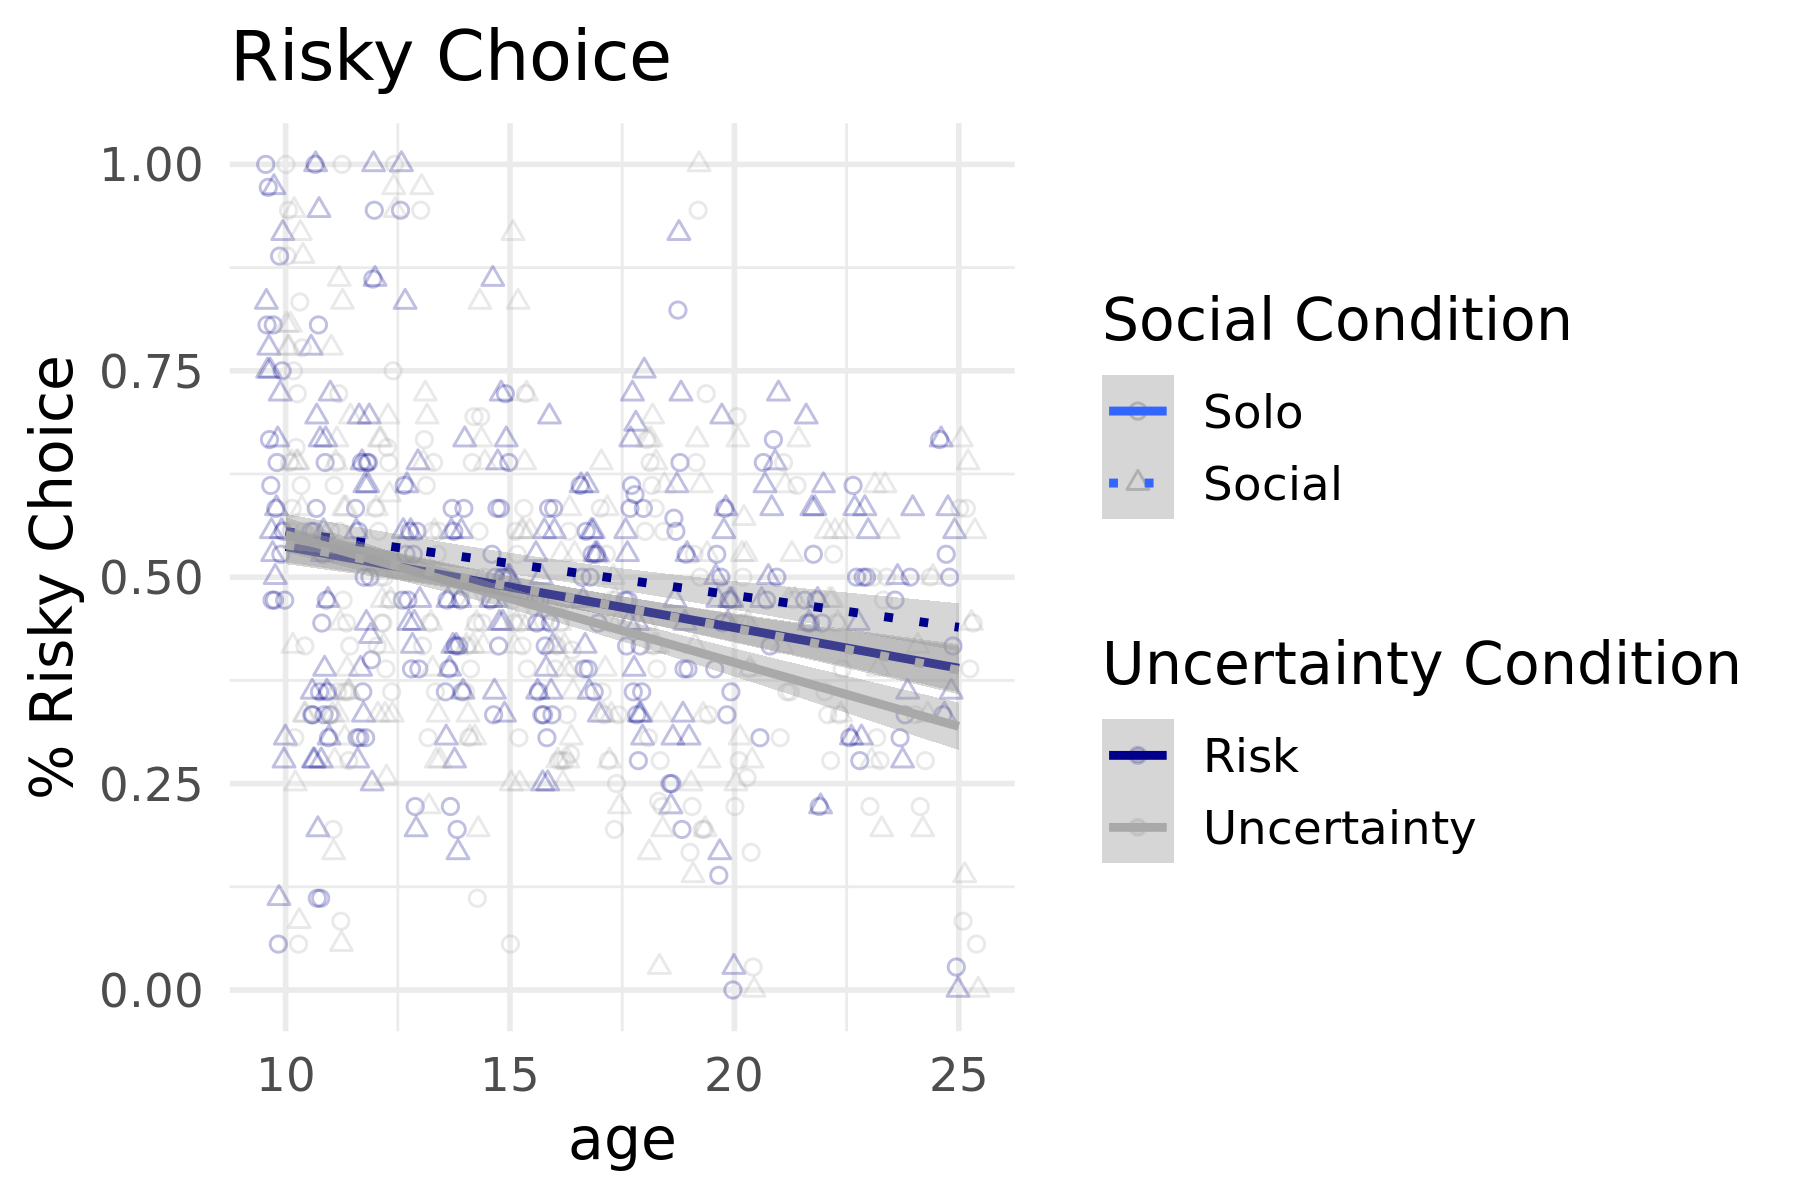 Risky Choice
% Risky Choice
1.00
0.75
0.50
0.25
0.00
10
15
20
25
age
Social Condition
Solo
Social
Uncertainty Condition
Risk
Uncertainty